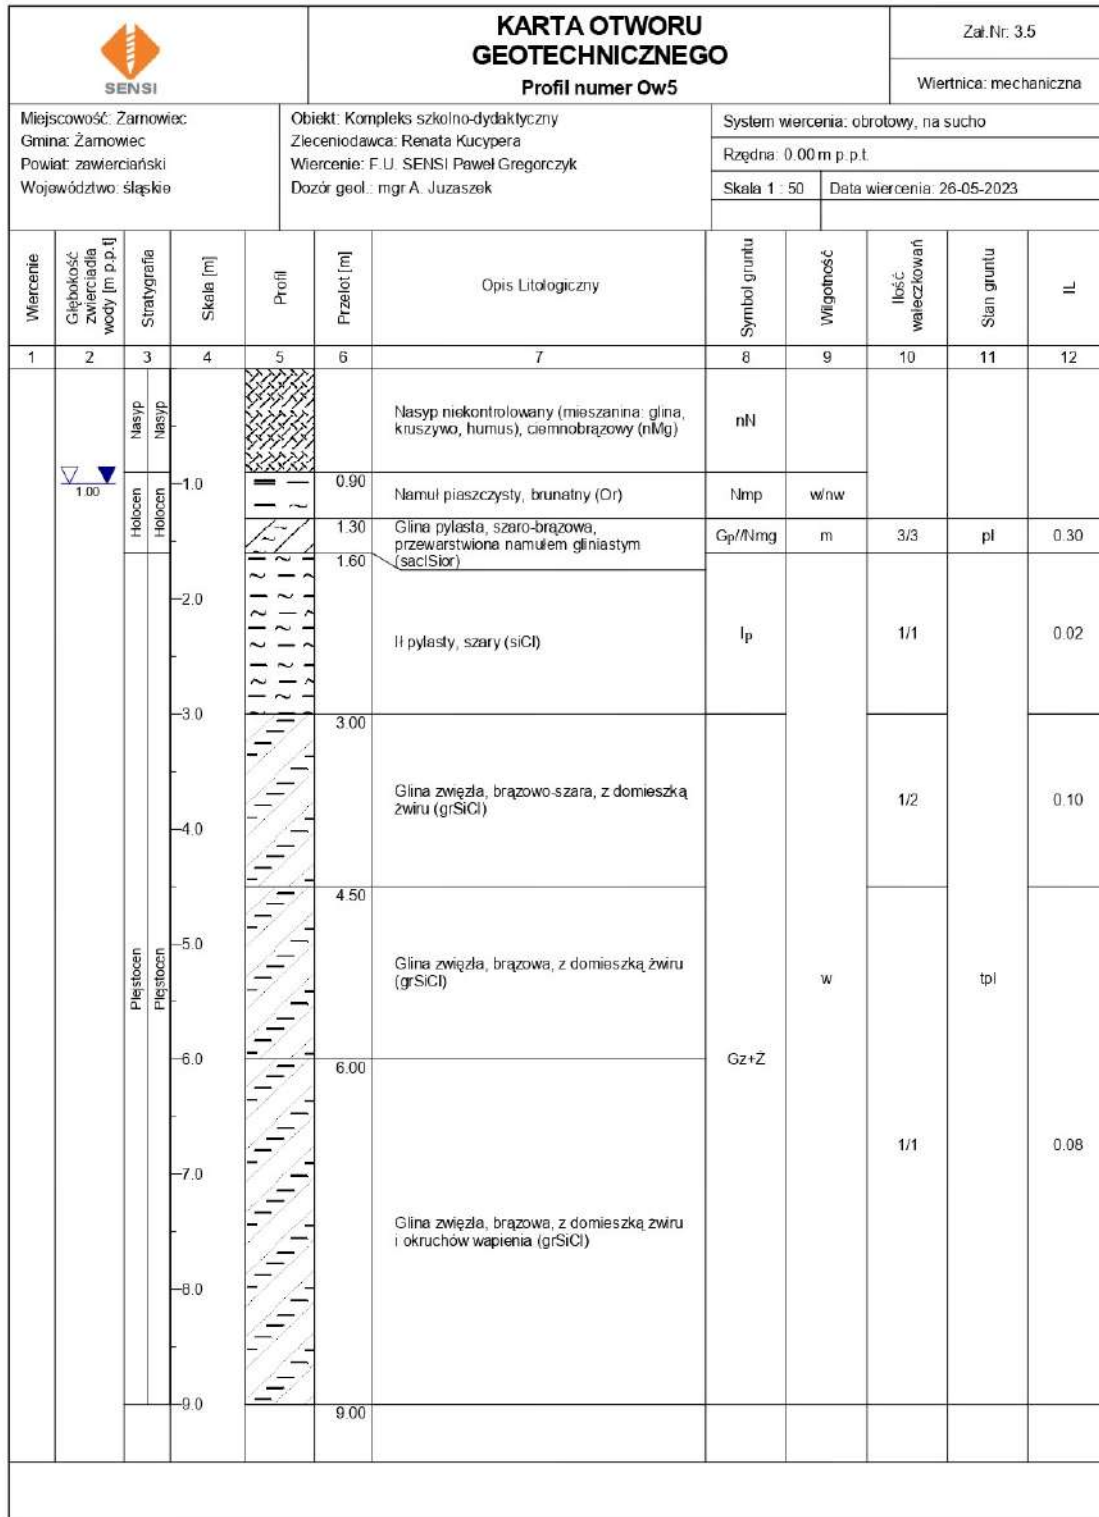 SENSI
KARTA OTWORU
GEOTECHNICZNEGO
Profil numer Ow5
Zał.Nr: 3.5
Wiertnica: mechaniczna
Miejscowość: Żarnowiec
Gmina: Żarnowiec
Powiat: zawierciański
Województwo: śląskie
Obiekt: Kompleks szkolno-dydaktyczny
Zleceniodawca: Renata Kucypera
Wiercenie: F.U. SENSI Paweł Gregorczyk
Dozór geol.: mgr A. Juzaszek
System wiercenia: obrotowy, na sucho
Rzędna: 0.00 m p.p.t.
Skala 1 : 50
Data wiercenia: 26-05-2023
Wiercenie
Głębokość
zwierciadła
wody [m p.p.t]
Stratygrafia
Skala [m]
Profil
Przelot [m]
Opis Litologiczny
Symbol gruntu
Wilgotność
Ilość
wałeczkowań
Stan gruntu
IL
1 2 3 4 5 6 7 8 9 10 11 12
Nasyp Nasyp
Nasyp niekontrolowany (mieszanina: glina,
kruszywo, humus), ciemnobrązowy (nMg)
nN
1.00
Holocen Holocen
1.0
0.90
Namuł piaszczysty, brunatny (Or)
Nmp
w/nw
1.30
Glina pylasta, szaro-brązowa,
przewarstwiona namułem gliniastym
(saclSior)
Gp//Nmg
m
3/3
pl
0.30
1.60
2.0
Ił pylasty, szary (siCl)
Ip
1/1
0.02
3.0
3.00
Glina zwięzła, brązowo-szara, z domieszką
żwiru (grSiCl)
1/2
0.10
4.0
4.50
5.0
Plejstocen Plejstocen
Glina zwięzła, brązowa, z domieszką żwiru
(grSiCl)
w
tpl
6.0
6.00
Gz+Ż
1/1
0.08
7.0
Glina zwięzła, brązowa, z domieszką żwiru
i okruchów wapienia (grSiCl)
8.0
9.0
9.00